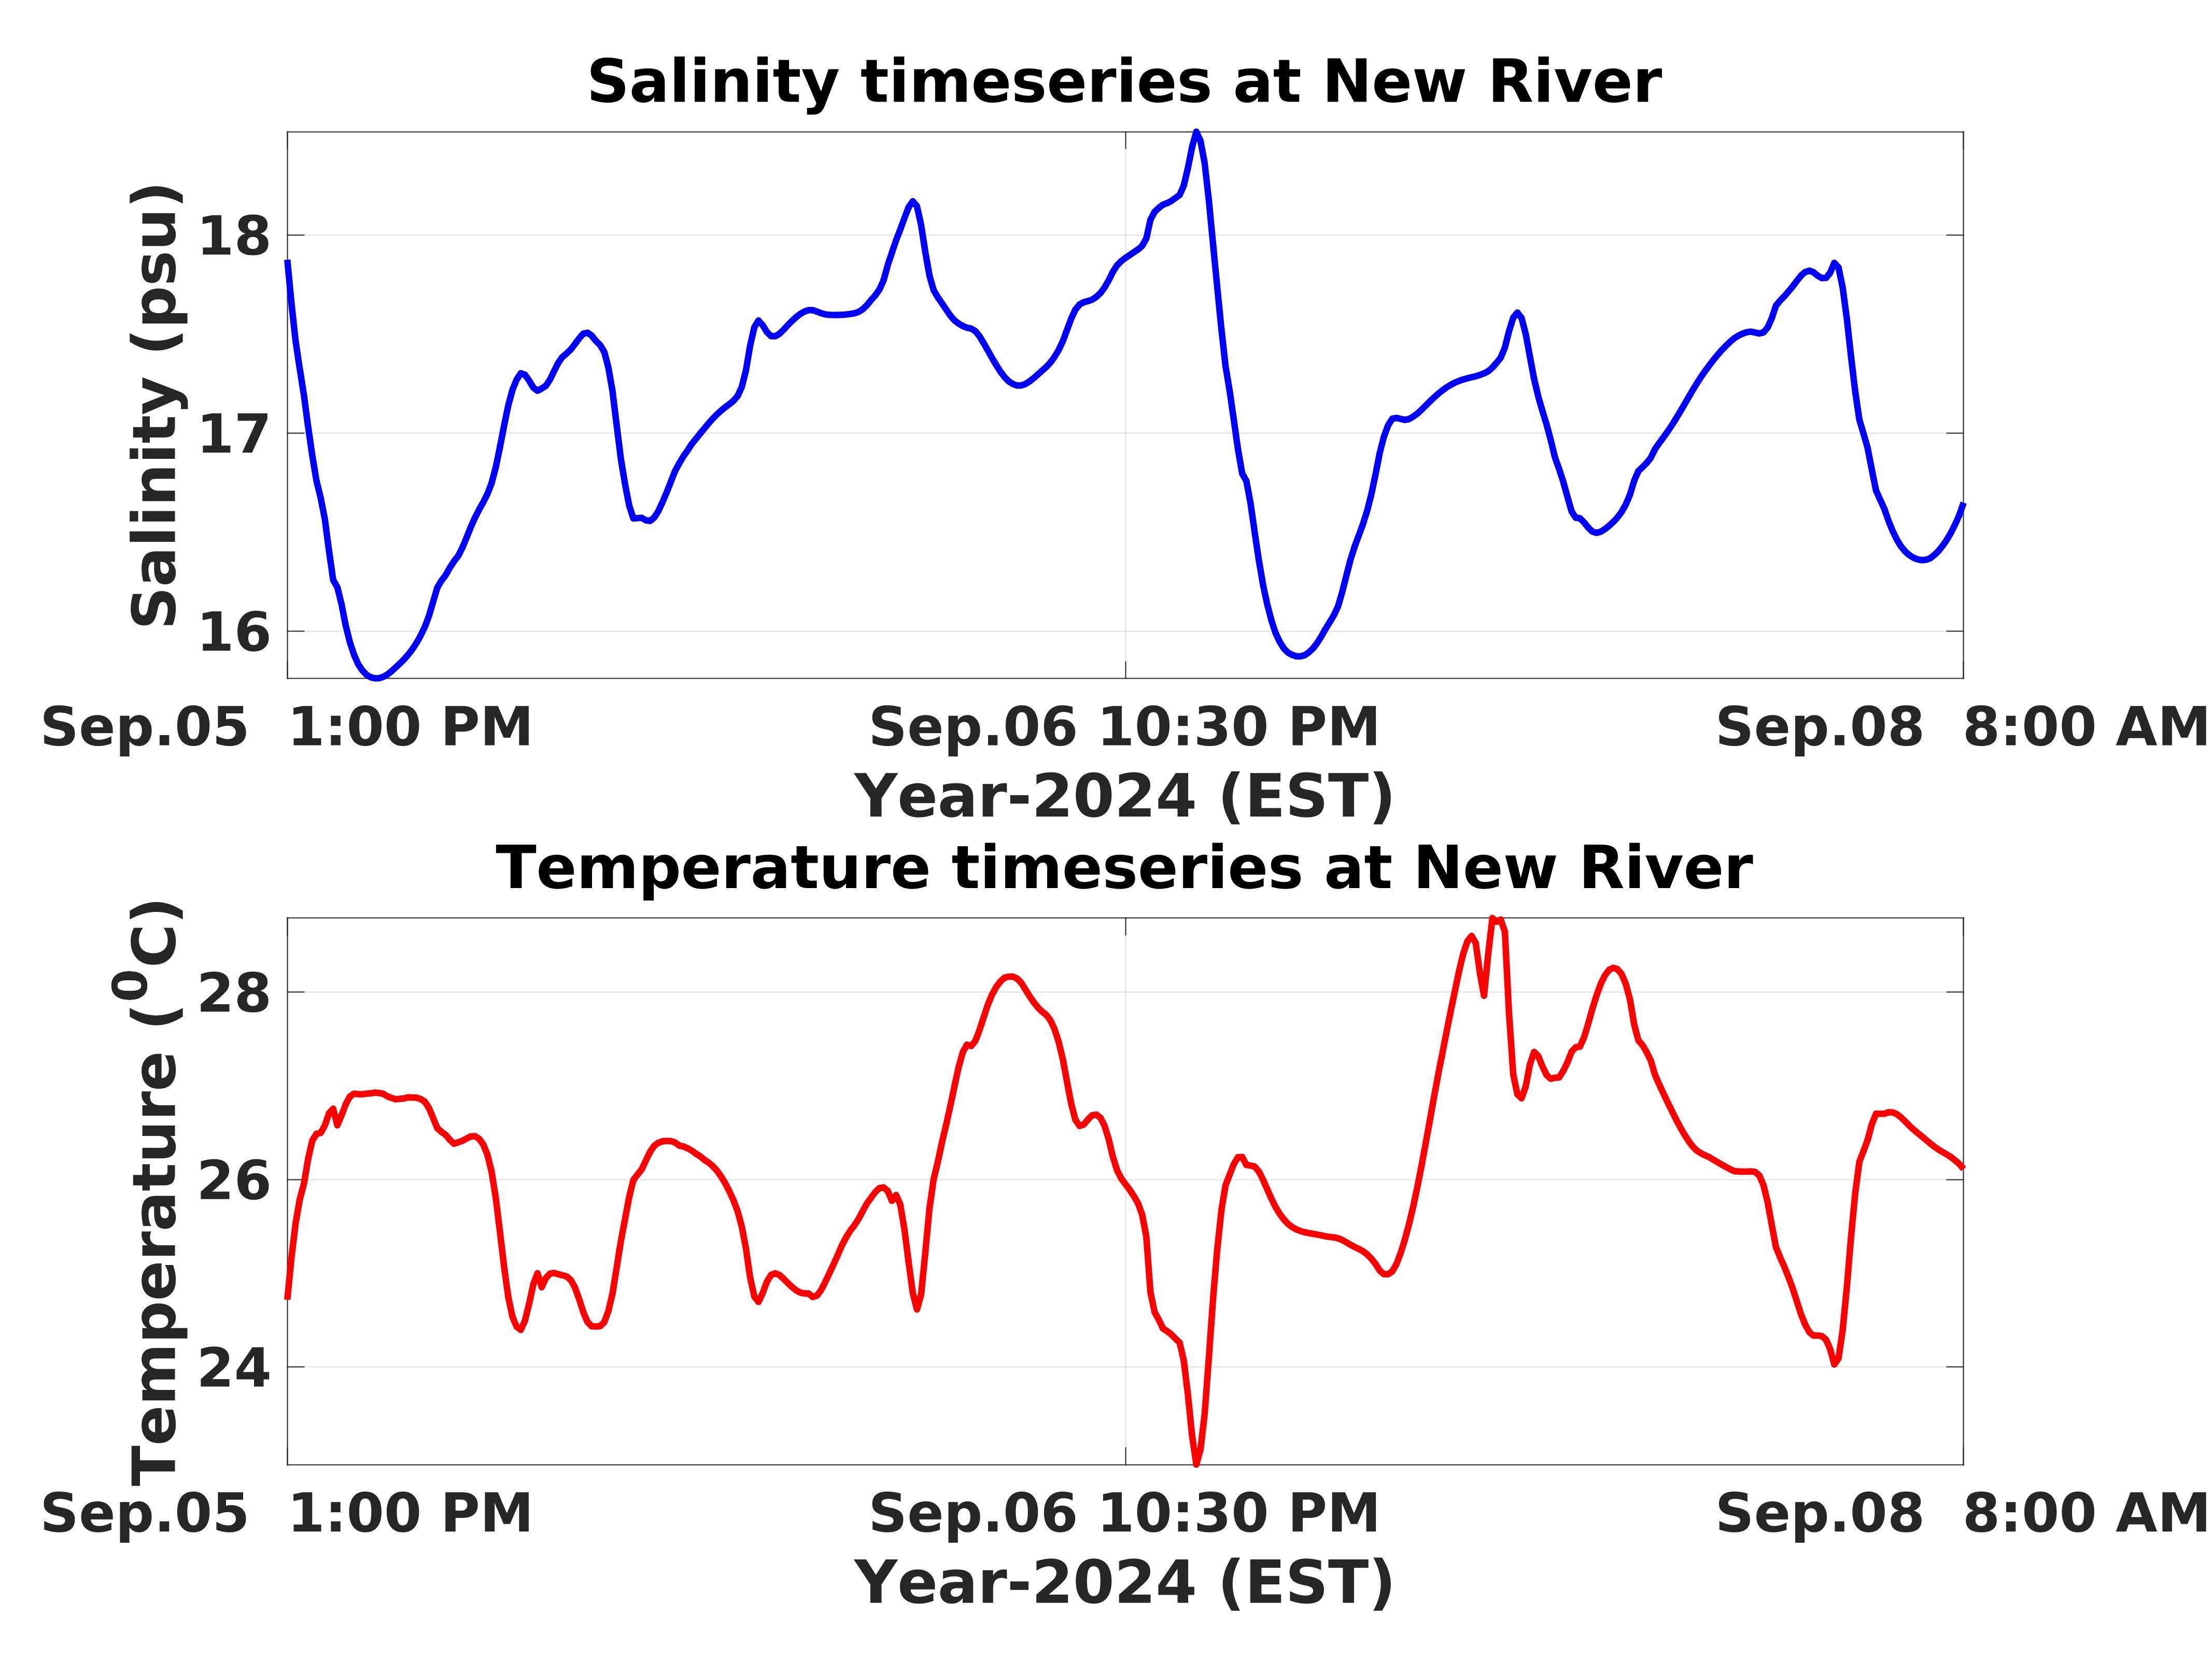 Salinity timeseries at New River
Salinity (psu)
18
17
16
Sep.05 1:00 PM Sep.06 10:30 PM Sep.08 8:00 AM
Year-2024 (EST)
Temperature timeseries at New River
Temperature (⁰C)
28
26
24
Sep.05 1:00 PM Sep.06 10:30 PM Sep.08 8:00 AM
Year-2024 (EST)